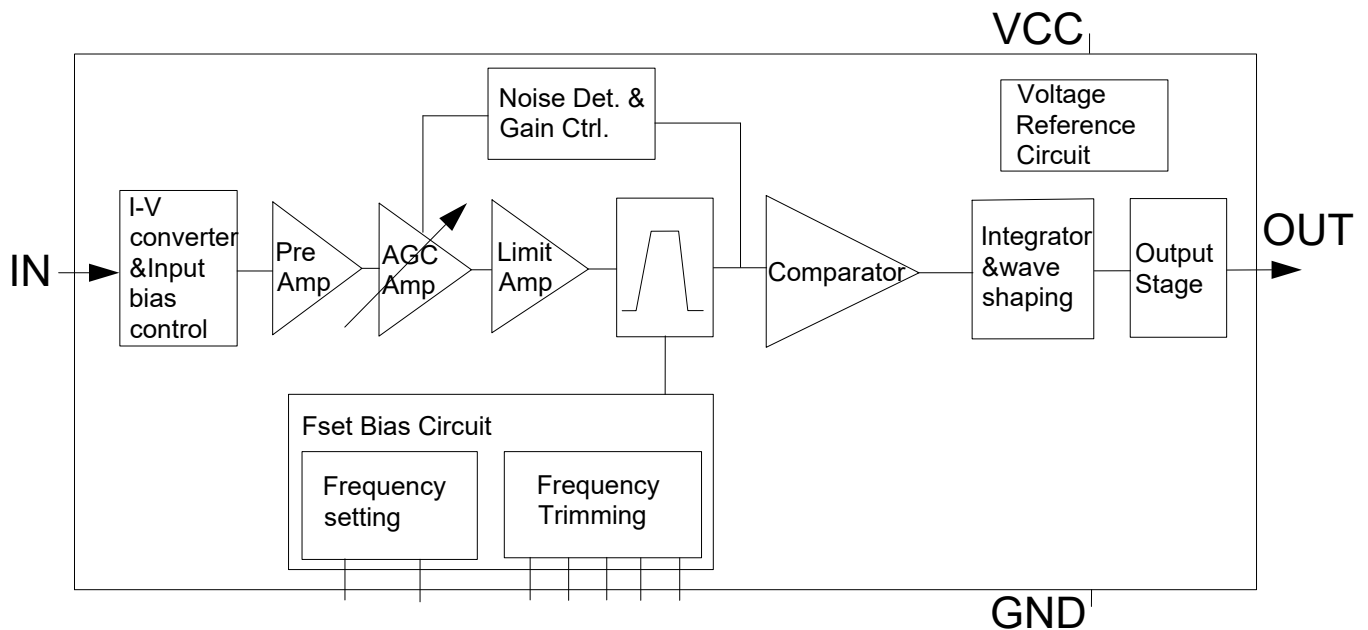 VCC
Noise Det. &
Gain Ctrl.
Voltage
Reference
Circuit
IN
I-V
converter
&Input
bias
control
Pre
Amp
AGC
Amp
Limit
Amp
Comparator
Integrator
&wave
shaping
Output
Stage
OUT
Fset Bias Circuit
Frequency
setting
Frequency
Trimming
GND